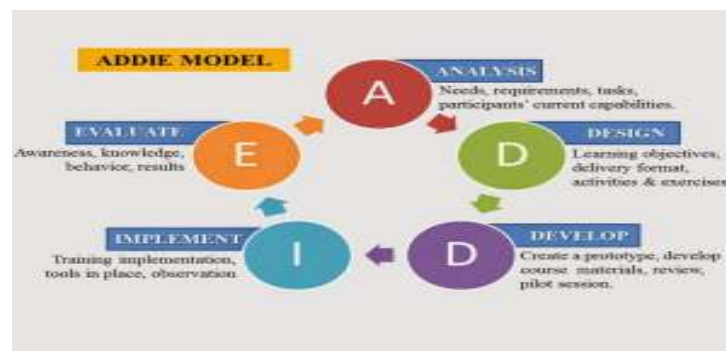 ADDIE MODEL
A
ANALYSIS
Needs, requirements, tasks,
participants' current capabilities.
D
DESIGN
Learning objectives,
delivery format,
activities & exercises
D
DEVELOP
Create a prototype, develop
course materials, review,
pilot session.
I
IMPLEMENT
Training implementation,
tools in place, observation
E
EVALUATE
Awareness, knowledge,
behavior, results